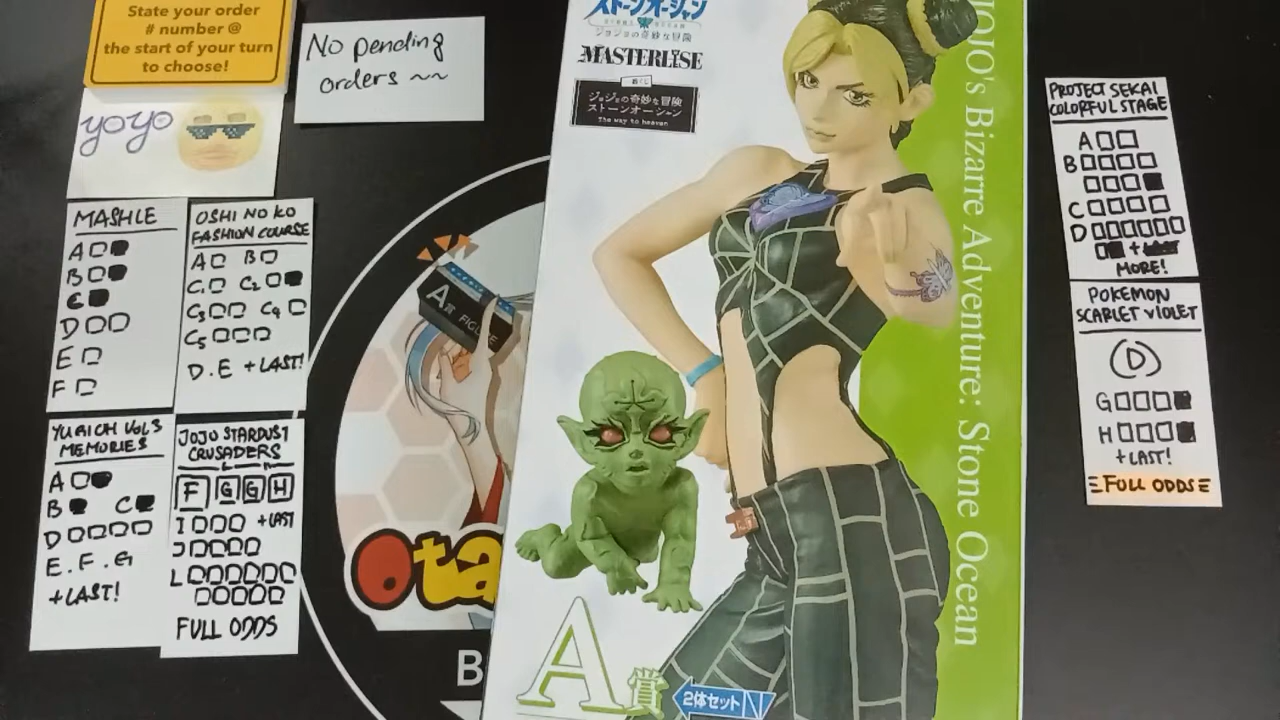 State your order
# number @
the start of your turn
to choose!
No pending
orders ~~
yoyo
MASHLE
A □ ■
B □ ■
C ■
D □ □
E □
F □
OSHI NO KO
FASHION COURSE
A □ B □
C1 □ C2 □ ■
C3 □ □ C4 □
C5 □ □ □
D.E +LAST!
YURICH VOL3
MEMORIES
A □ ■
B ■ C ■
D □ □ □ □
E.F.G
+LAST!
JOJO STARDUST
CRUSADERS
F G G H
I □ □ □ +LAST
J □ □ □ □
L □ □ □ □ □ □
□ □ □ □ □
FULL ODDS
A賞 FIGURE
Ota
B
ストーンオーシャン
ジョジョの奇妙な冒険
MASTERLISE
ジョジョの奇妙な冒険
ストーンオーシャン
The way to heaven
A賞
2体セット
JOJO's Bizarre Adventure: Stone Ocean
PROJECT SEKAI
COLORFUL STAGE
A □ □
B □ □ □ □
□ □ □ ■
C □ □ □ □
D □ □ □ □ □ □
□ ■ +
MORE!
POKEMON
SCARLET VIOLET
(D)
G □ □ □ ■
H □ □ □ ■
+LAST!
FULL ODDS